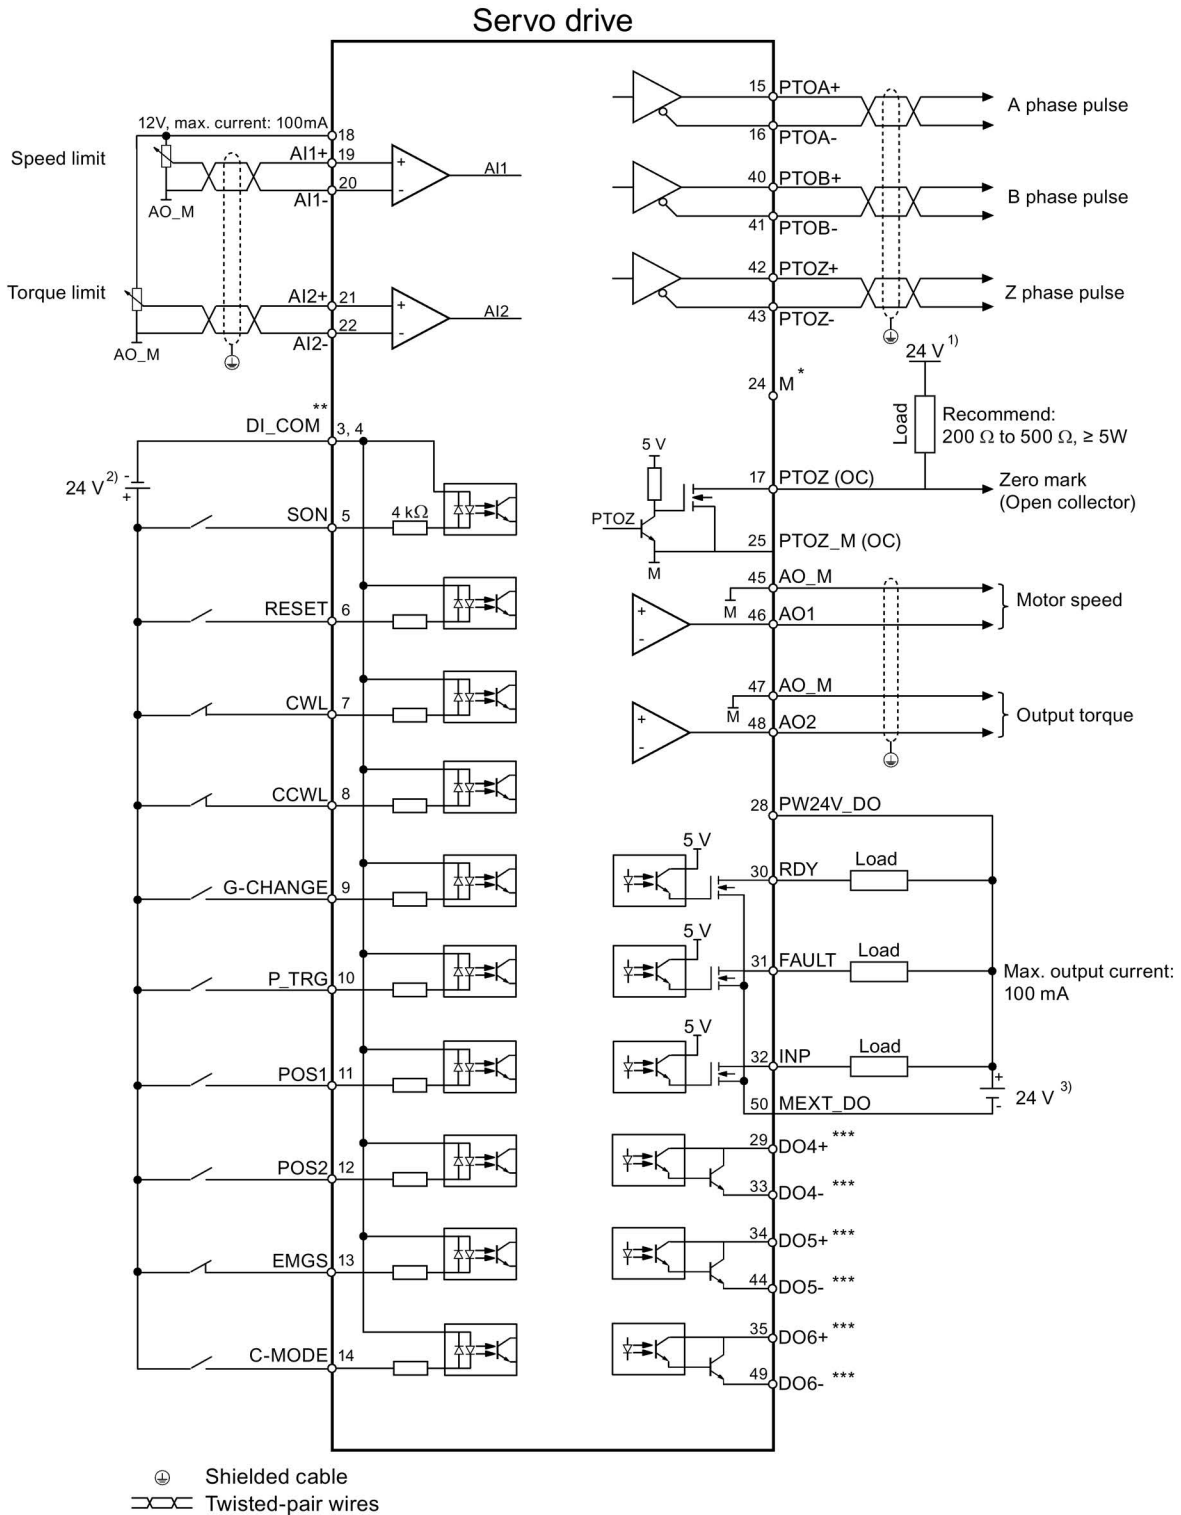 Servo drive
12V, max. current: 100mA
18
Speed limit
AI1+
19
+
AI1
-
20
AI1-
AO_M
Torque limit
AI2+
21
+
AI2
-
22
AI2-
AO_M
**
DI_COM
3, 4
24 V 2)
-
+
SON
5
4 kΩ
RESET
6
CWL
7
CCWL
8
G-CHANGE
9
P_TRG
10
POS1
11
POS2
12
EMGS
13
C-MODE
14
15
PTOA+
A phase pulse
16
PTOA-
40
PTOB+
B phase pulse
41
PTOB-
42
PTOZ+
Z phase pulse
43
PTOZ-
24 V 1)
24
M *
Load
Recommend:
200 Ω to 500 Ω, ≥ 5W
5 V
17
PTOZ (OC)
Zero mark
(Open collector)
PTOZ
25
PTOZ_M (OC)
M
45
AO_M
M
Motor speed
+
-
46
AO1
47
AO_M
M
Output torque
+
-
48
AO2
28
PW24V_DO
5 V
30
RDY
Load
5 V
31
FAULT
Load
Max. output current:
100 mA
5 V
32
INP
Load
+
24 V 3)
-
50
MEXT_DO
29
DO4+ ***
33
DO4- ***
34
DO5+ ***
44
DO5- ***
35
DO6+ ***
49
DO6- ***
Shielded cable
Twisted-pair wires